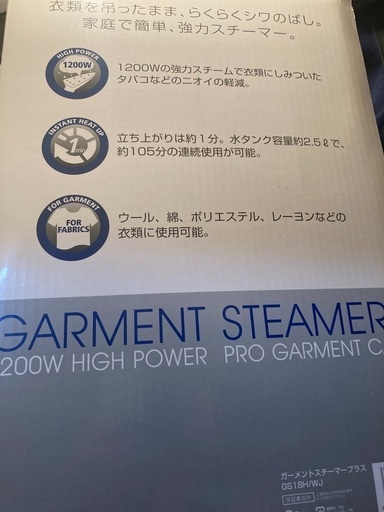 衣類を吊ったまま、らくらくシワのばし。
家庭で簡単、強力スチーマー。
HIGH POWER
1200W
1200Wの強力スチームで衣類にしみついた
タバコなどのニオイの軽減。
INSTANT HEAT UP
1min
立ち上がりは約1分。水タンク容量約2.5ℓで、
約105分の連続使用が可能。
FOR GARMENT
FOR
FABRICS
ウール、綿、ポリエステル、レーヨンなどの
衣類に使用可能。
GARMENT STEAMER
200W HIGH POWER PRO GARMENT C
ガーメントスチーマープラス
GS18H/WJ